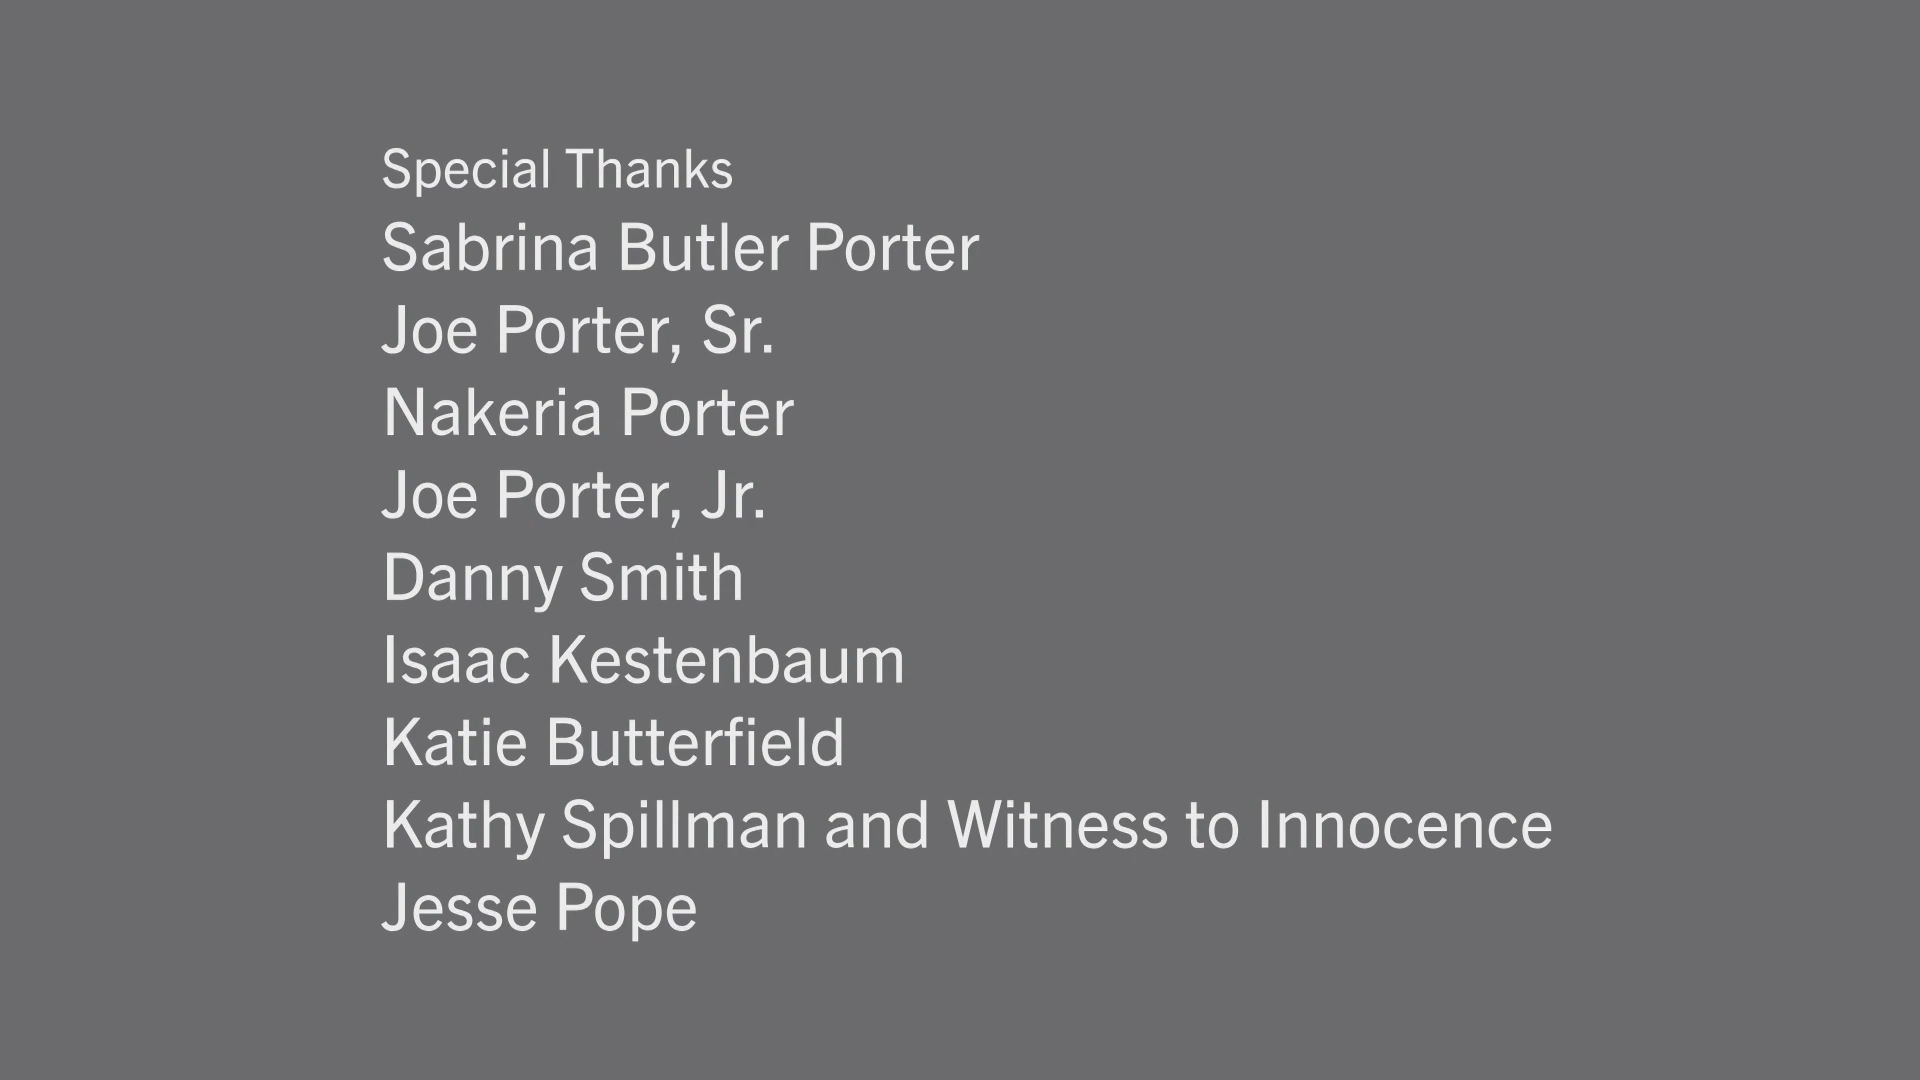 Special Thanks
Sabrina Butler Porter
Joe Porter, Sr.
Nakeria Porter
Joe Porter, Jr.
Danny Smith
Isaac Kestenbaum
Katie Butterfield
Kathy Spillman and Witness to Innocence
Jesse Pope